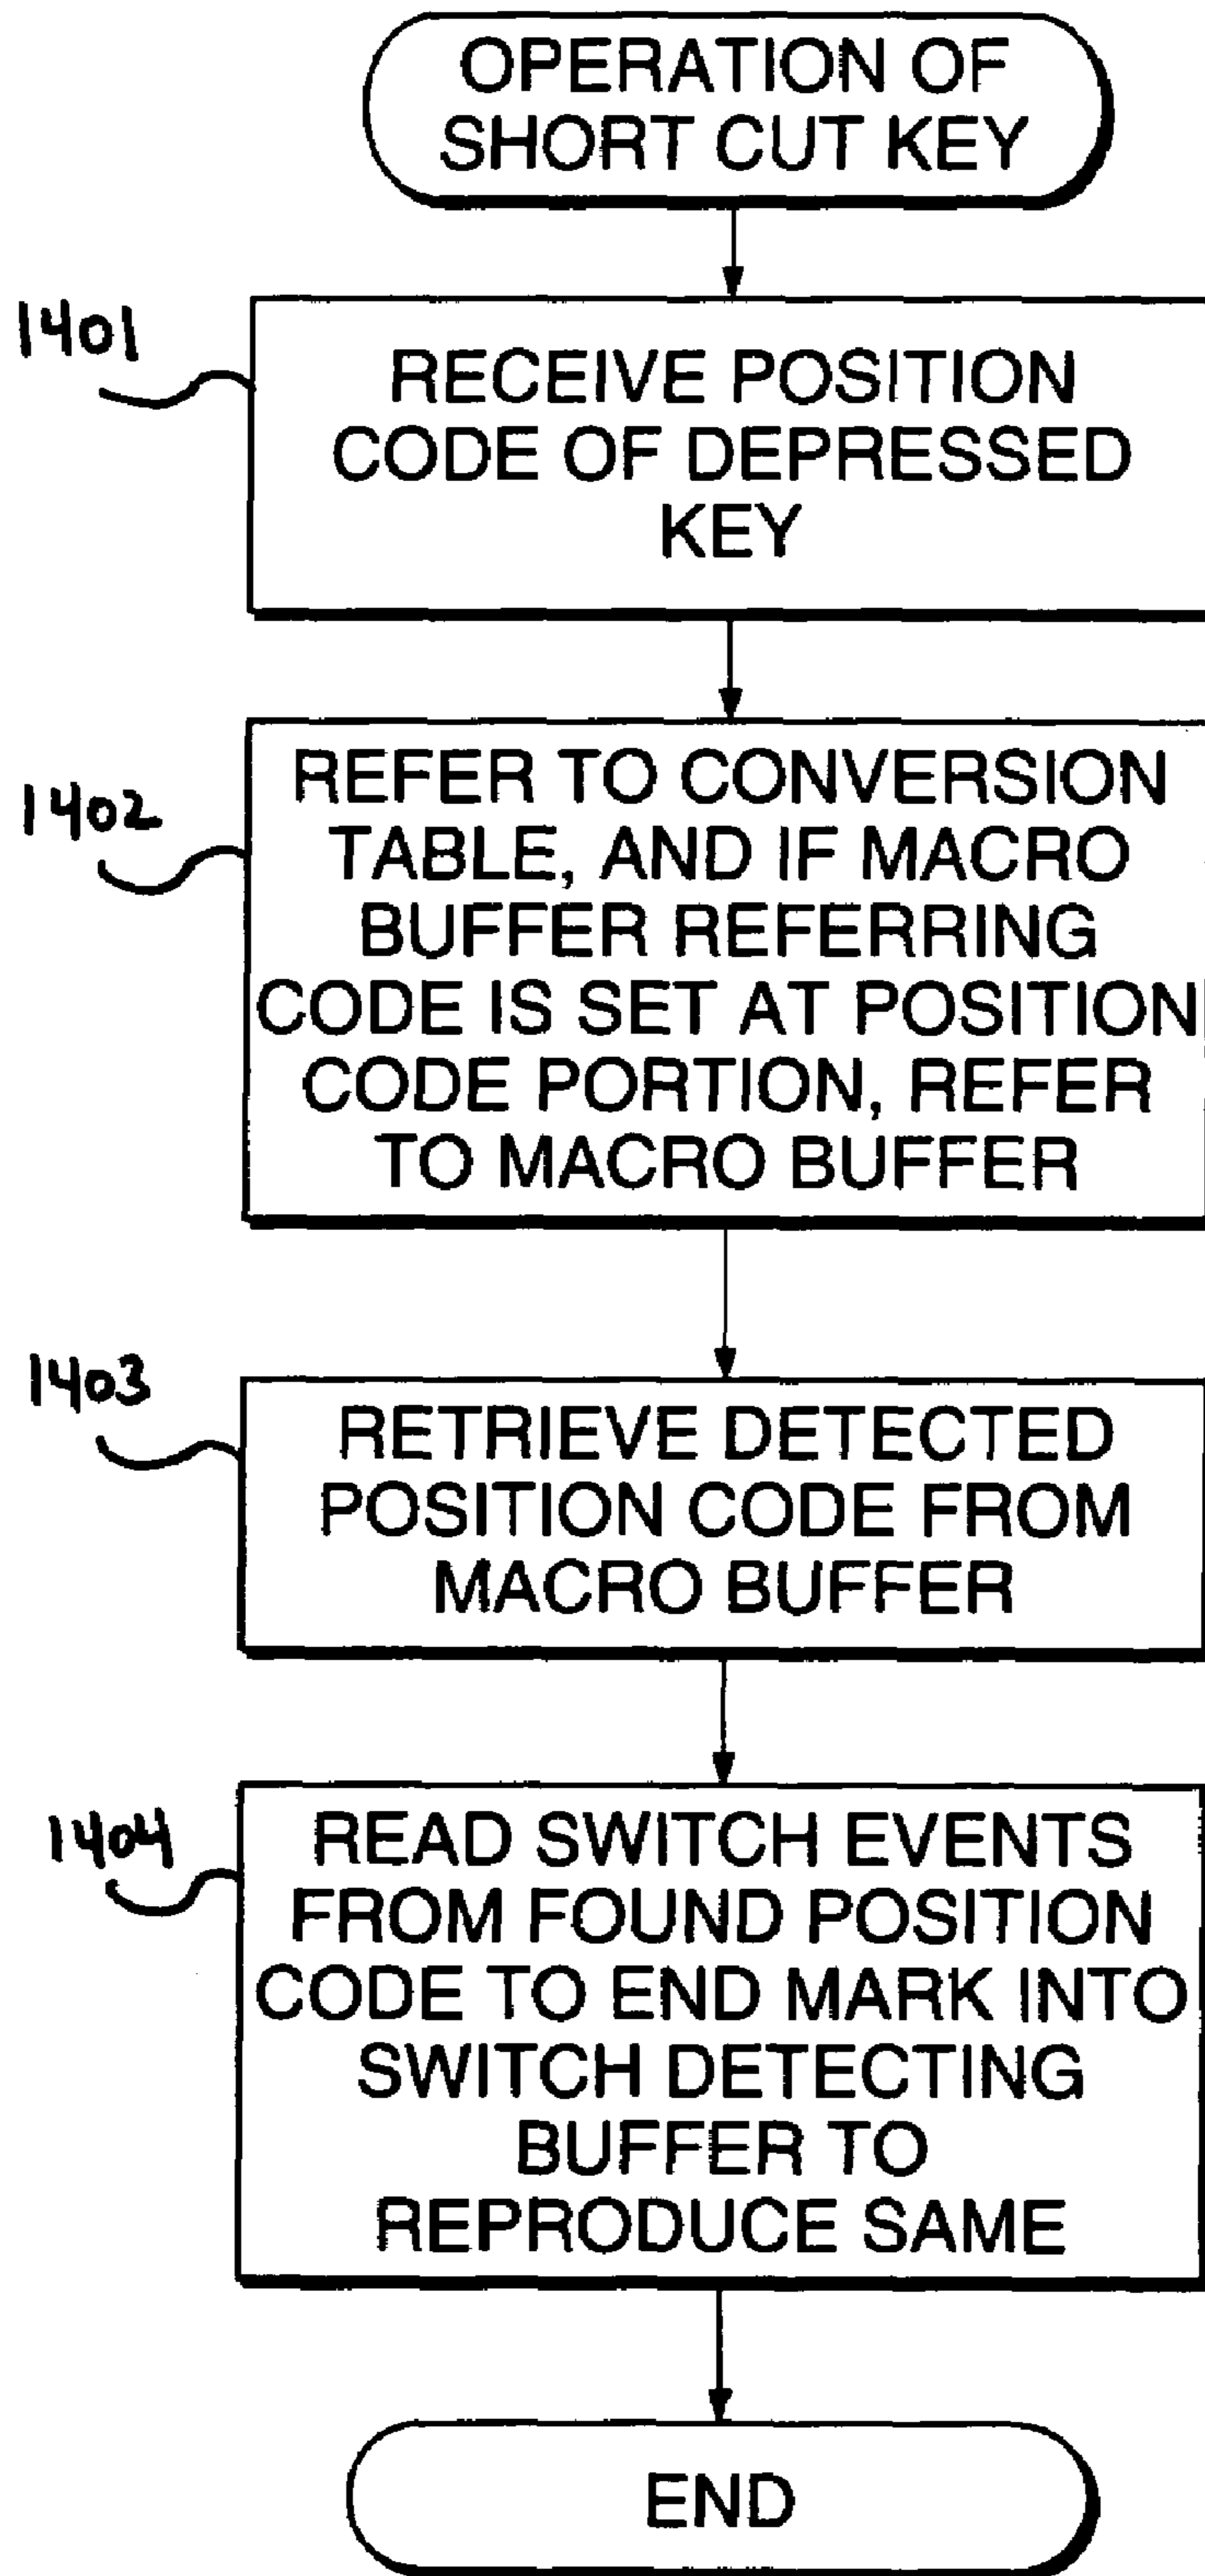 OPERATION OF
SHORT CUT KEY
1401
RECEIVE POSITION
CODE OF DEPRESSED
KEY
1402
REFER TO CONVERSION
TABLE, AND IF MACRO
BUFFER REFERRING
CODE IS SET AT POSITION
CODE PORTION, REFER
TO MACRO BUFFER
1403
RETRIEVE DETECTED
POSITION CODE FROM
MACRO BUFFER
1404
READ SWITCH EVENTS
FROM FOUND POSITION
CODE TO END MARK INTO
SWITCH DETECTING
BUFFER TO
REPRODUCE SAME
END